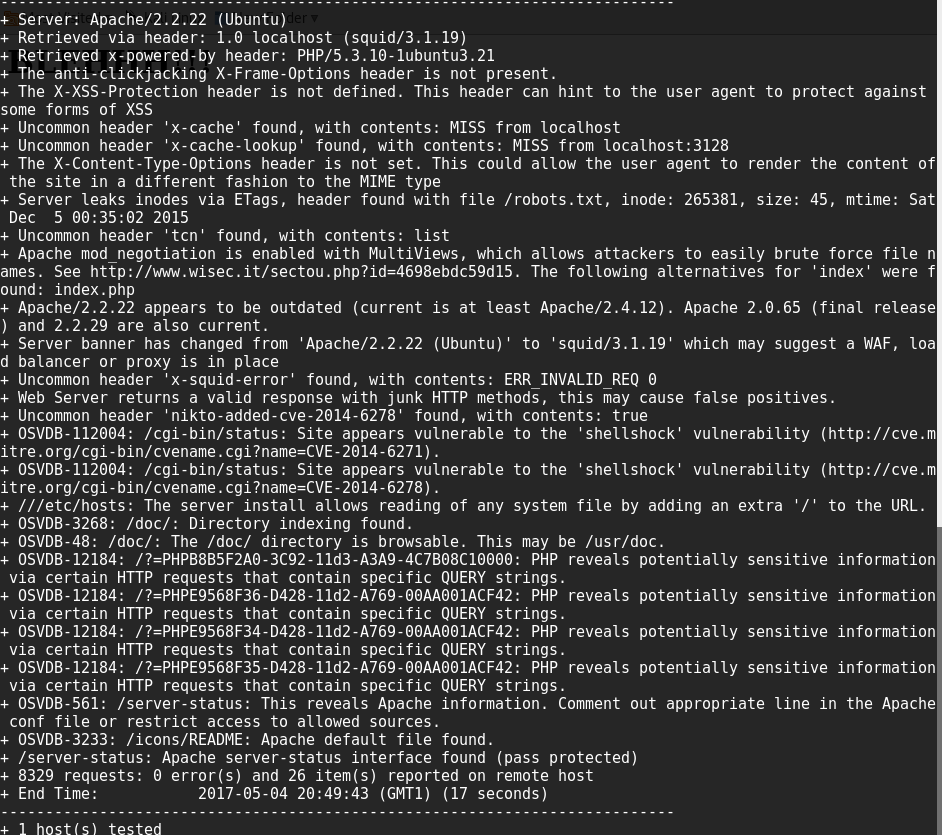 ---------------------------------------------------------------------------
+ Server: Apache/2.2.22 (Ubuntu)
+ Retrieved via header: 1.0 localhost (squid/3.1.19)
+ Retrieved x-powered-by header: PHP/5.3.10-1ubuntu3.21
+ The anti-clickjacking X-Frame-Options header is not present.
+ The X-XSS-Protection header is not defined. This header can hint to the user agent to protect against
some forms of XSS
+ Uncommon header 'x-cache' found, with contents: MISS from localhost
+ Uncommon header 'x-cache-lookup' found, with contents: MISS from localhost:3128
+ The X-Content-Type-Options header is not set. This could allow the user agent to render the content of
 the site in a different fashion to the MIME type
+ Server leaks inodes via ETags, header found with file /robots.txt, inode: 265381, size: 45, mtime: Sat
 Dec  5 00:35:02 2015
+ Uncommon header 'tcn' found, with contents: list
+ Apache mod_negotiation is enabled with MultiViews, which allows attackers to easily brute force file n
ames. See http://www.wisec.it/sectou.php?id=4698ebdc59d15. The following alternatives for 'index' were f
ound: index.php
+ Apache/2.2.22 appears to be outdated (current is at least Apache/2.4.12). Apache 2.0.65 (final release
) and 2.2.29 are also current.
+ Server banner has changed from 'Apache/2.2.22 (Ubuntu)' to 'squid/3.1.19' which may suggest a WAF, loa
d balancer or proxy is in place
+ Uncommon header 'x-squid-error' found, with contents: ERR_INVALID_REQ 0
+ Web Server returns a valid response with junk HTTP methods, this may cause false positives.
+ Uncommon header 'nikto-added-cve-2014-6278' found, with contents: true
+ OSVDB-112004: /cgi-bin/status: Site appears vulnerable to the 'shellshock' vulnerability (http://cve.m
itre.org/cgi-bin/cvename.cgi?name=CVE-2014-6271).
+ OSVDB-112004: /cgi-bin/status: Site appears vulnerable to the 'shellshock' vulnerability (http://cve.m
itre.org/cgi-bin/cvename.cgi?name=CVE-2014-6278).
+ ///etc/hosts: The server install allows reading of any system file by adding an extra '/' to the URL.
+ OSVDB-3268: /doc/: Directory indexing found.
+ OSVDB-48: /doc/: The /doc/ directory is browsable. This may be /usr/doc.
+ OSVDB-12184: /?=PHPB8B5F2A0-3C92-11d3-A3A9-4C7B08C10000: PHP reveals potentially sensitive information
 via certain HTTP requests that contain specific QUERY strings.
+ OSVDB-12184: /?=PHPE9568F36-D428-11d2-A769-00AA001ACF42: PHP reveals potentially sensitive information
 via certain HTTP requests that contain specific QUERY strings.
+ OSVDB-12184: /?=PHPE9568F34-D428-11d2-A769-00AA001ACF42: PHP reveals potentially sensitive information
 via certain HTTP requests that contain specific QUERY strings.
+ OSVDB-12184: /?=PHPE9568F35-D428-11d2-A769-00AA001ACF42: PHP reveals potentially sensitive information
 via certain HTTP requests that contain specific QUERY strings.
+ OSVDB-561: /server-status: This reveals Apache information. Comment out appropriate line in the Apache
 conf file or restrict access to allowed sources.
+ OSVDB-3233: /icons/README: Apache default file found.
+ /server-status: Apache server-status interface found (pass protected)
+ 8329 requests: 0 error(s) and 26 item(s) reported on remote host
+ End Time:           2017-05-04 20:49:43 (GMT1) (17 seconds)
---------------------------------------------------------------------------
+ 1 host(s) tested